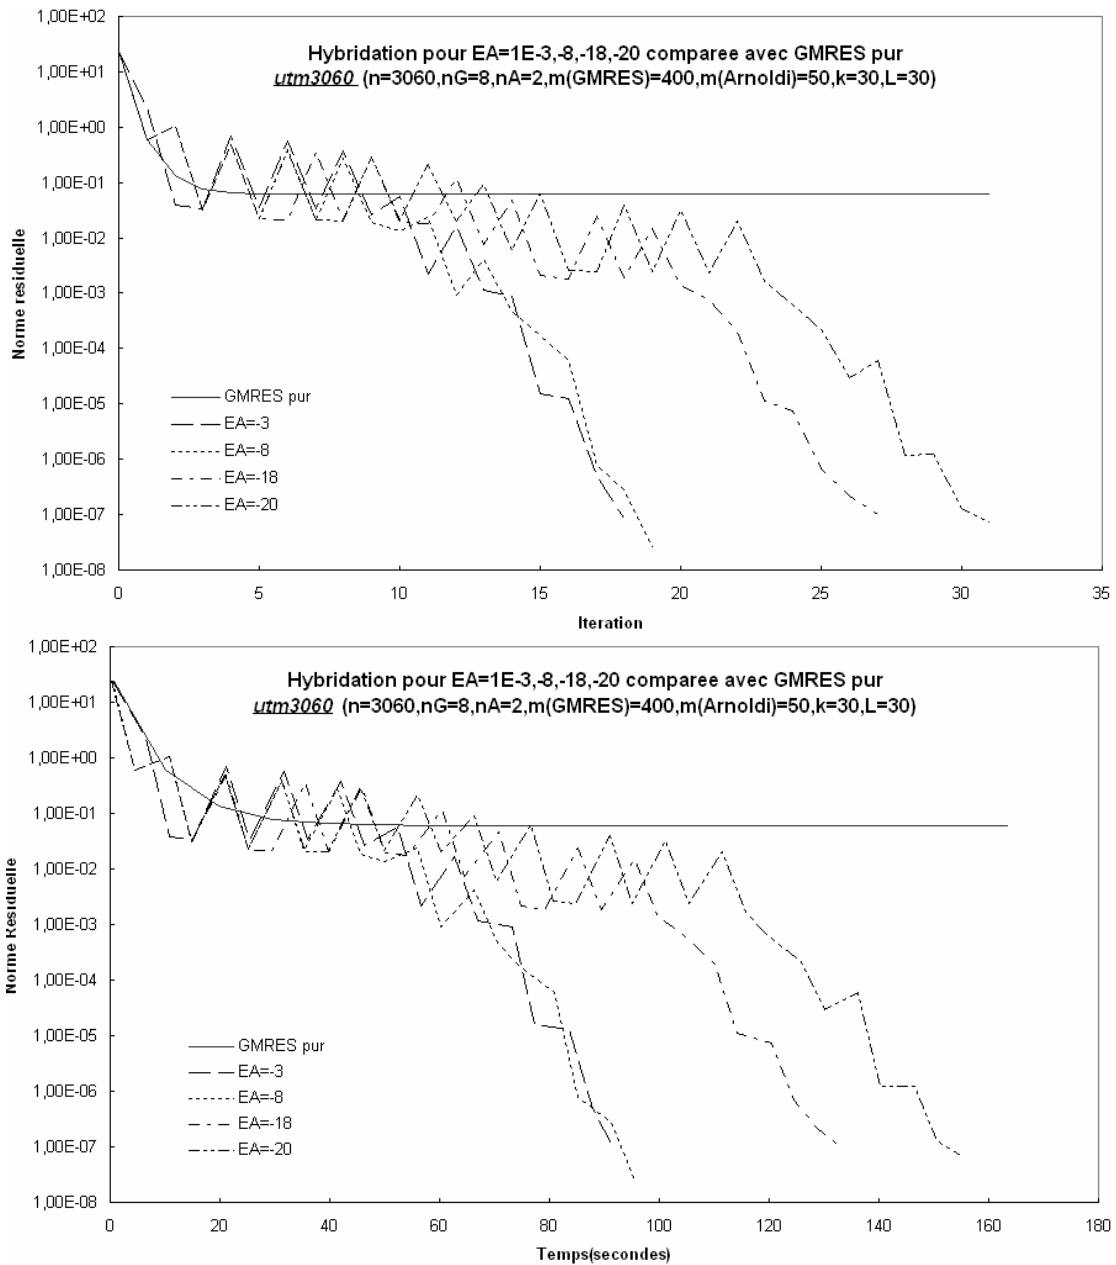 1,00E+02
Hybridation pour EA=1E-3,-8,-18,-20 comparee avec GMRES pur
utm3060 (n=3060,nG=8,nA=2,m(GMRES)=400,m(Arnoldi)=50,k=30,L=30)
1,00E+01
1,00E+00
1,00E-01
1,00E-02
1,00E-03
1,00E-04
1,00E-05
1,00E-06
1,00E-07
1,00E-08
Norme residuelle
GMRES pur
EA=-3
EA=-8
EA=-18
EA=-20
0 5 10 15 20 25 30 35
Iteration
1,00E+02
Hybridation pour EA=1E-3,-8,-18,-20 comparee avec GMRES pur
utm3060 (n=3060,nG=8,nA=2,m(GMRES)=400,m(Arnoldi)=50,k=30,L=30)
1,00E+01
1,00E+00
1,00E-01
1,00E-02
1,00E-03
1,00E-04
1,00E-05
1,00E-06
1,00E-07
1,00E-08
Norme Residuelle
GMRES pur
EA=-3
EA=-8
EA=-18
EA=-20
0 20 40 60 80 100 120 140 160 180
Temps(secondes)